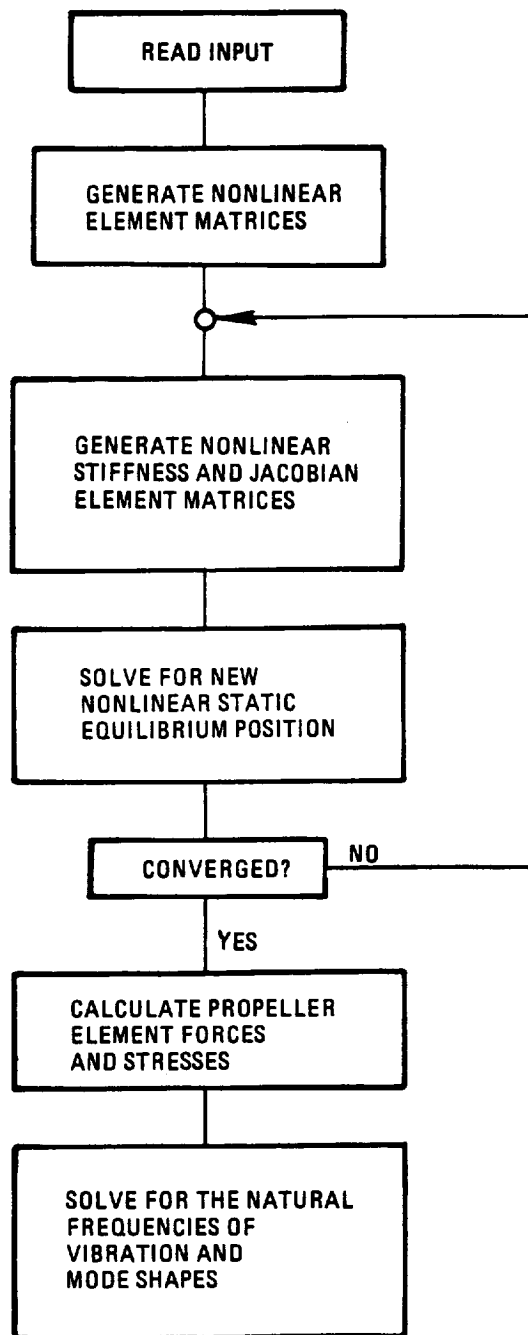 READ INPUT
GENERATE NONLINEAR
ELEMENT MATRICES
GENERATE NONLINEAR
STIFFNESS AND JACOBIAN
ELEMENT MATRICES
SOLVE FOR NEW
NONLINEAR STATIC
EQUILIBRIUM POSITION
CONVERGED?
NO
YES
CALCULATE PROPELLER
ELEMENT FORCES
AND STRESSES
SOLVE FOR THE NATURAL
FREQUENCIES OF
VIBRATION AND
MODE SHAPES